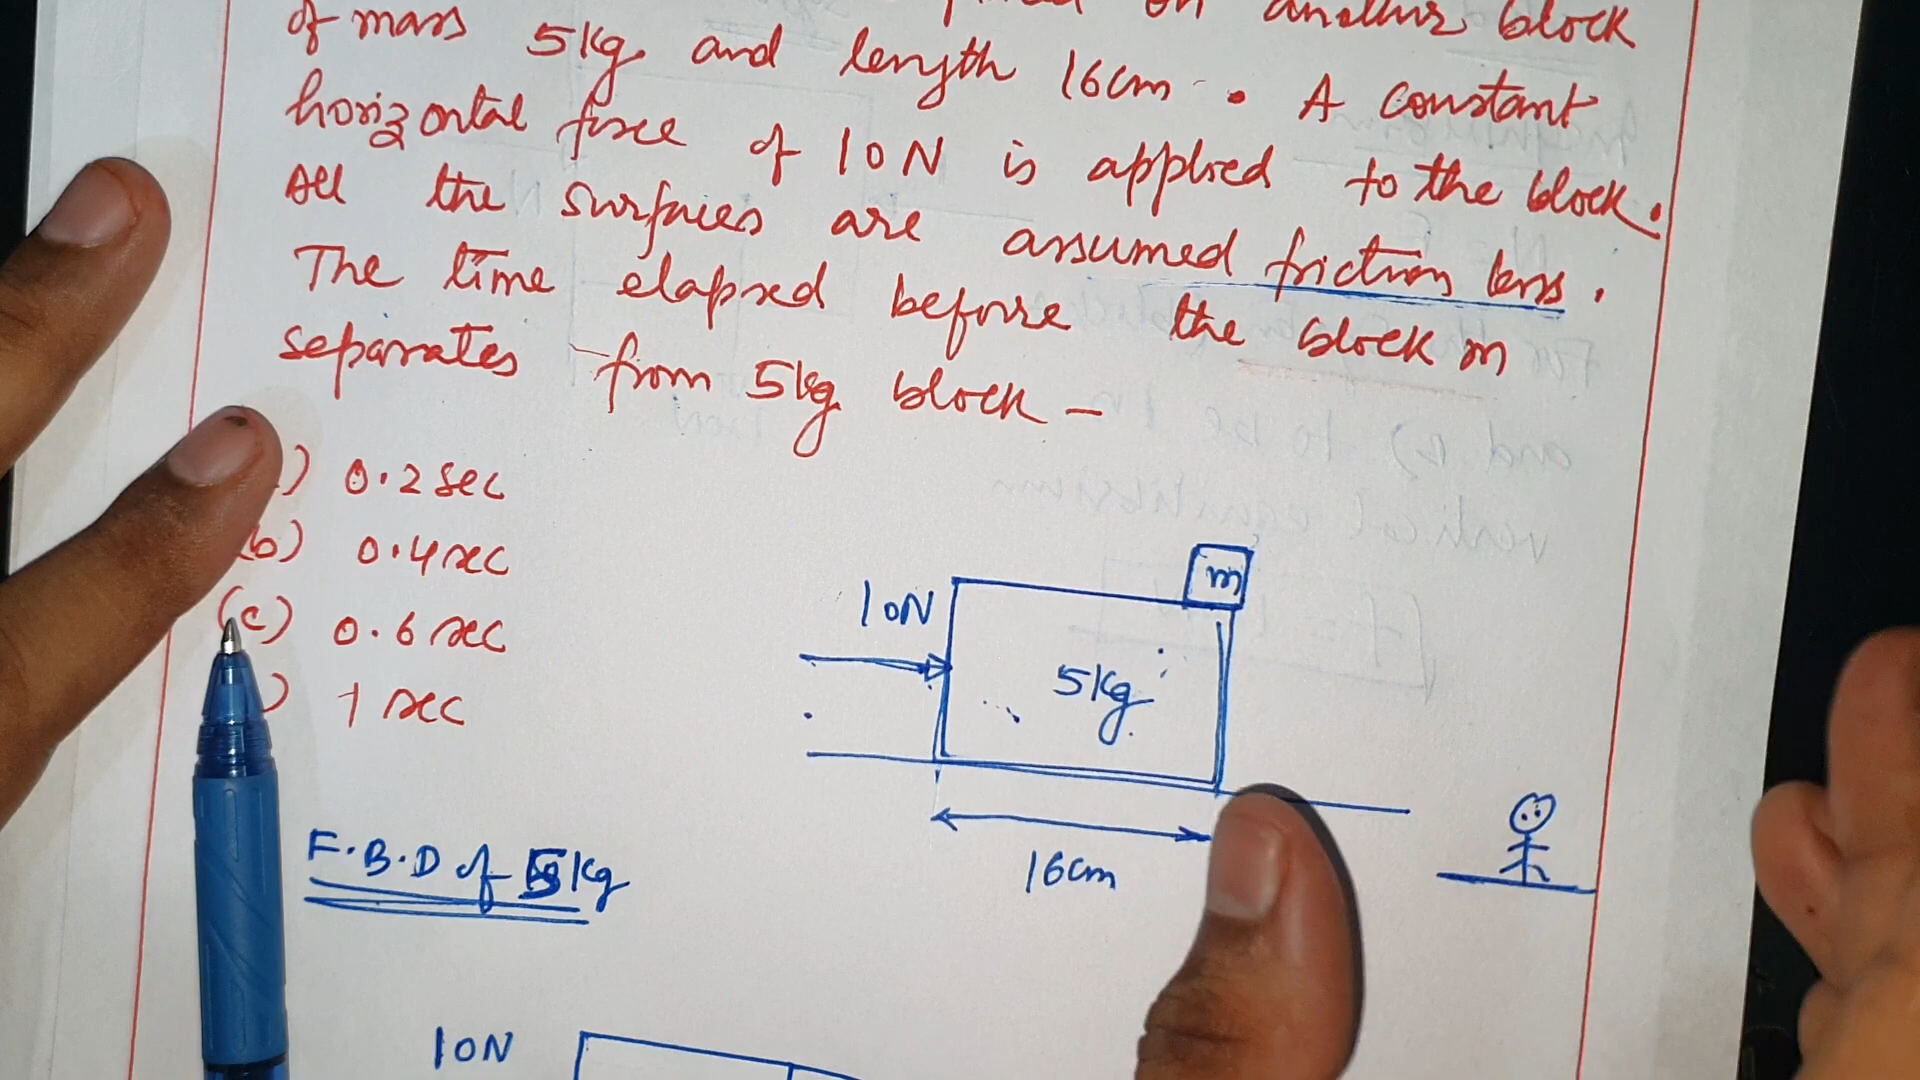 on another block
of mass 5kg and length 16cm. A constant
horizontal force of 10N is applied to the block.
All the surfaces are assumed friction less.
The time elapsed before the block m
separates from 5kg block -
) 0.2 sec
(b) 0.4 sec
(c) 0.6 sec
) 1 sec
m
10N
5kg
16cm
F.B.D of 5kg
10N